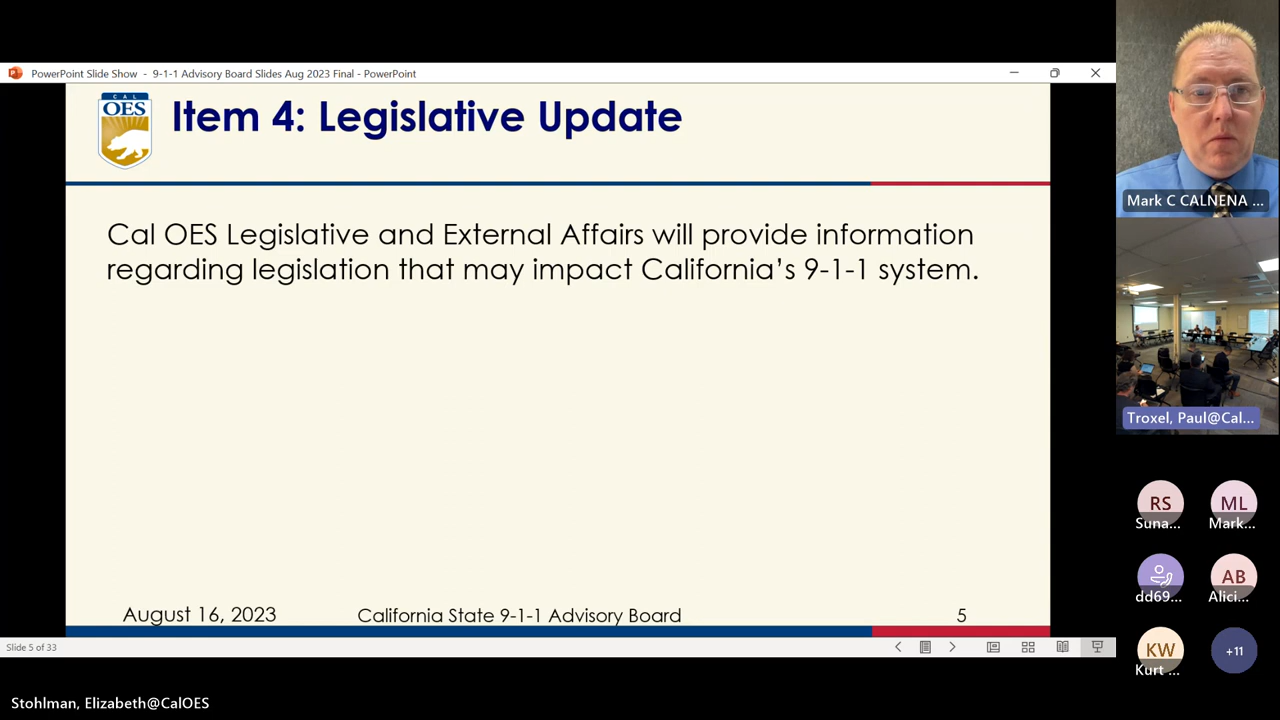 PowerPoint Slide Show - 9-1-1 Advisory Board Slides Aug 2023 Final - PowerPoint
CAL
OES
Item 4: Legislative Update
Cal OES Legislative and External Affairs will provide information
regarding legislation that may impact California's 9-1-1 system.
August 16, 2023
California State 9-1-1 Advisory Board
5
Slide 5 of 33
Mark C CALNENA ...
Troxel, Paul@Cal...
RS
Suna...
ML
Mark...
dd69...
AB
Alici...
KW
Kurt ...
+11
Stohlman, Elizabeth@CalOES